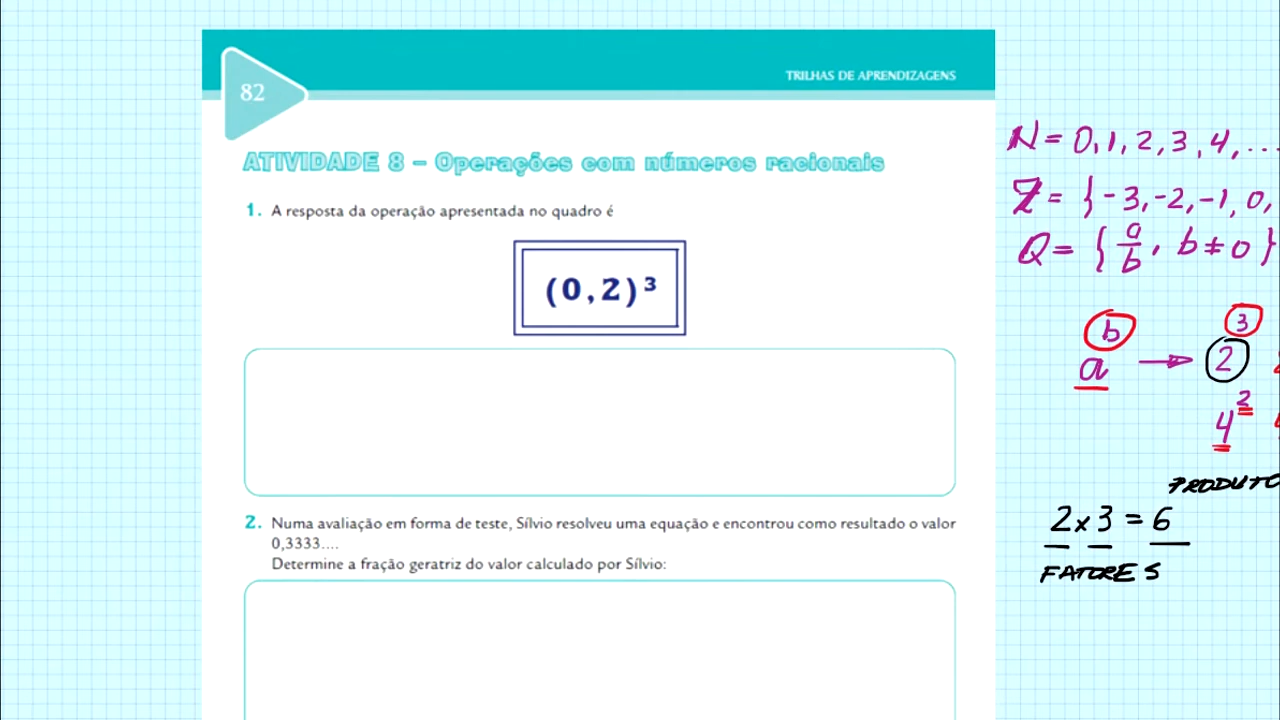 82
TRILHAS DE APRENDIZAGENS
ATIVIDADE 8 – Operações com números racionais
1. A resposta da operação apresentada no quadro é
(0,2)³
2. Numa avaliação em forma de teste, Sílvio resolveu uma equação e encontrou como resultado o valor
0,3333....
Determine a fração geratriz do valor calculado por Sílvio:
N = 0, 1, 2, 3, 4, ...
Z = { -3, -2, -1, 0,
Q = { a/b, b ≠ 0 }
aᵇ → 2³
4²
PRODUTO
2 x 3 = 6
FATORES